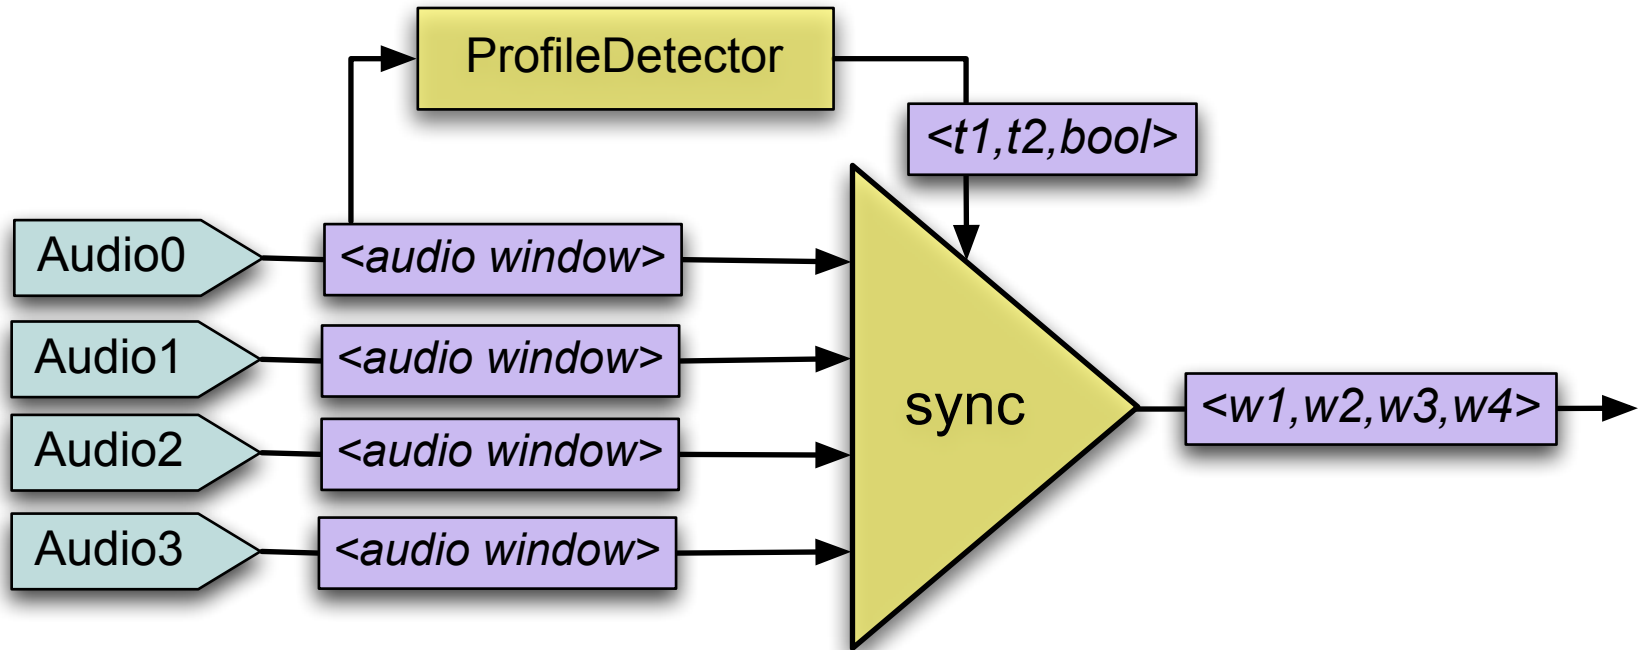 ProfileDetector
<t1,t2,bool>
Audio0
<audio window>
Audio1
<audio window>
Audio2
<audio window>
Audio3
<audio window>
sync
<w1,w2,w3,w4>